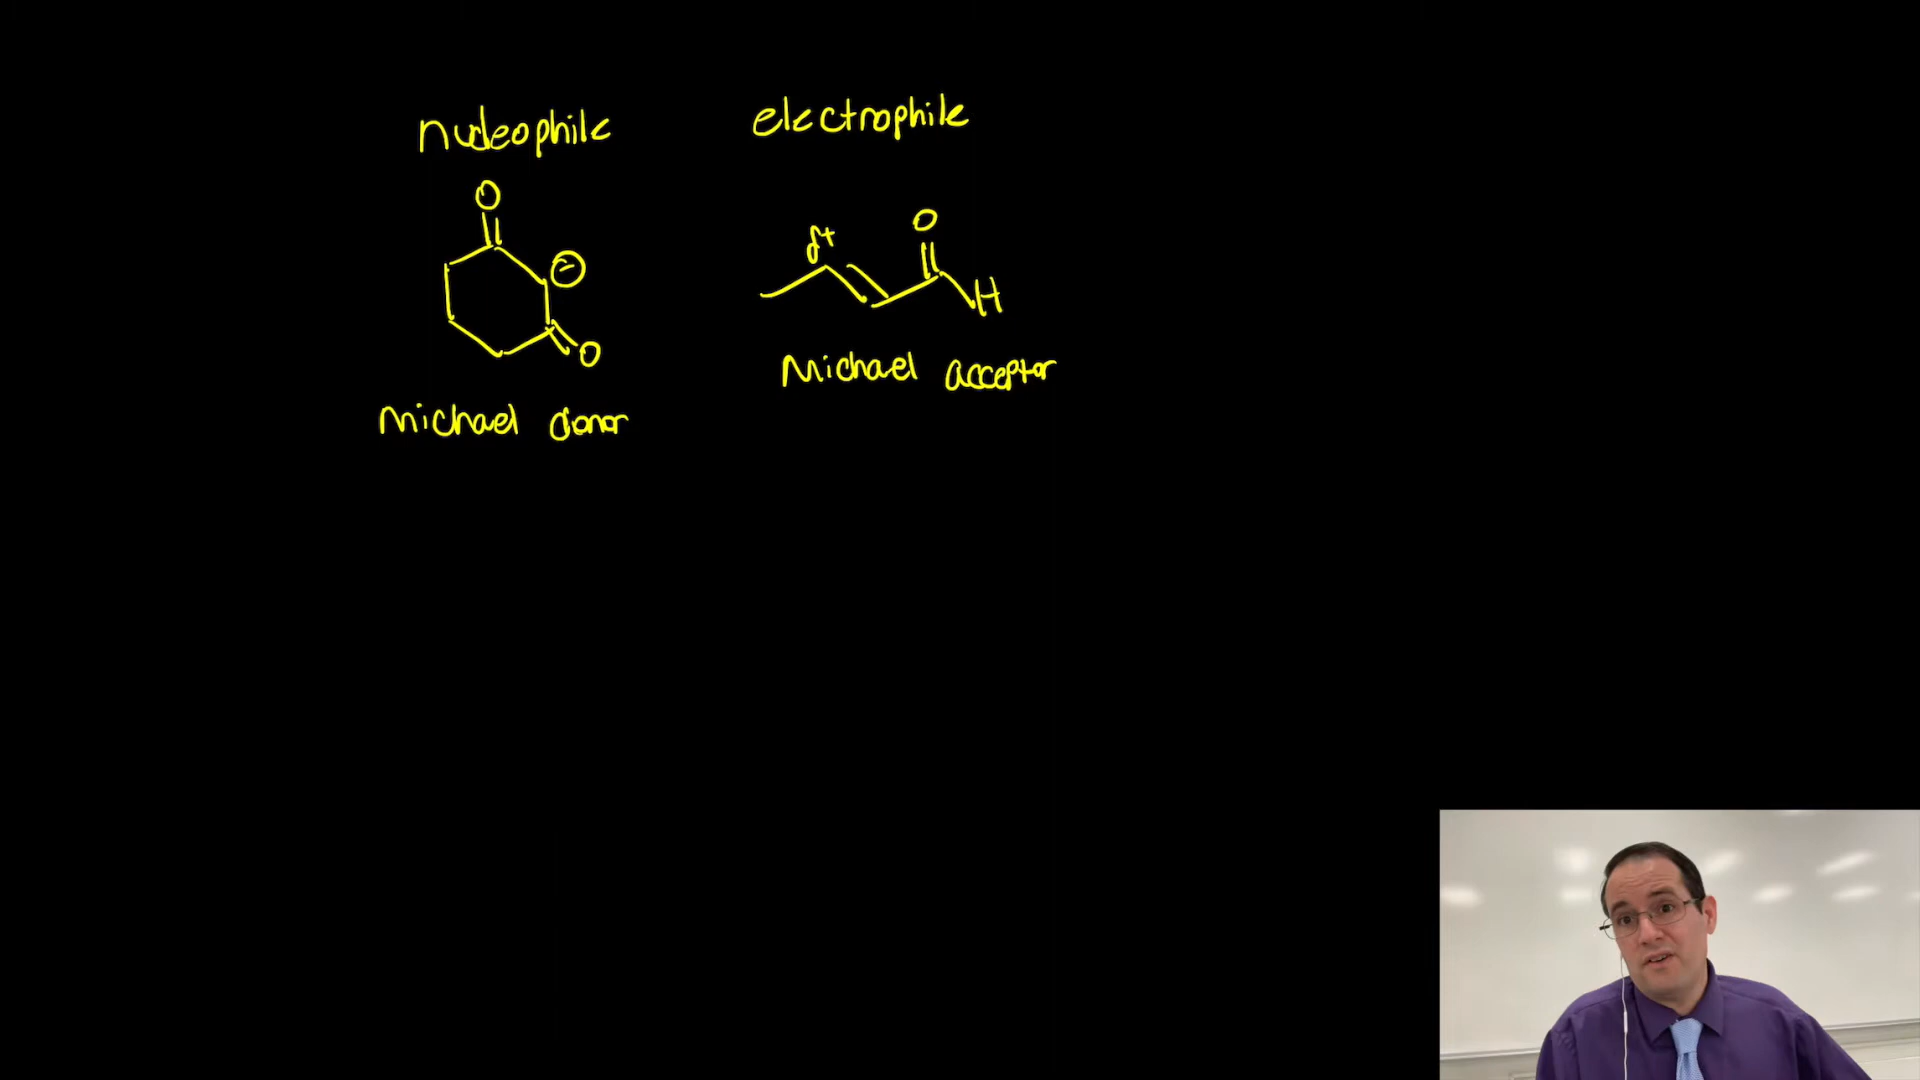 nucleophile electrophile
O
⊖
O
δ+
O
H
Michael donor
Michael acceptor